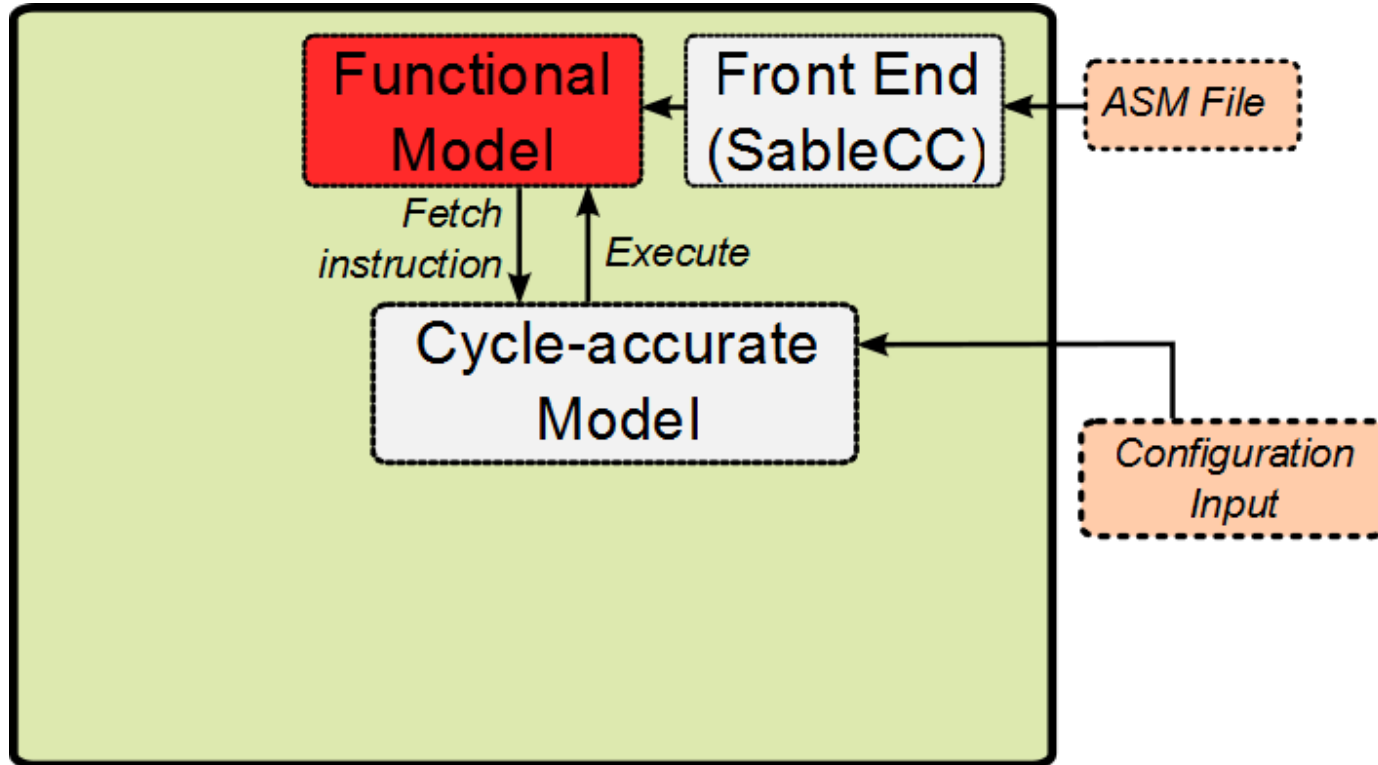 Functional
Model
Front End
(SableCC)
ASM File
Fetch
instruction
Execute
Cycle-accurate
Model
Configuration
Input